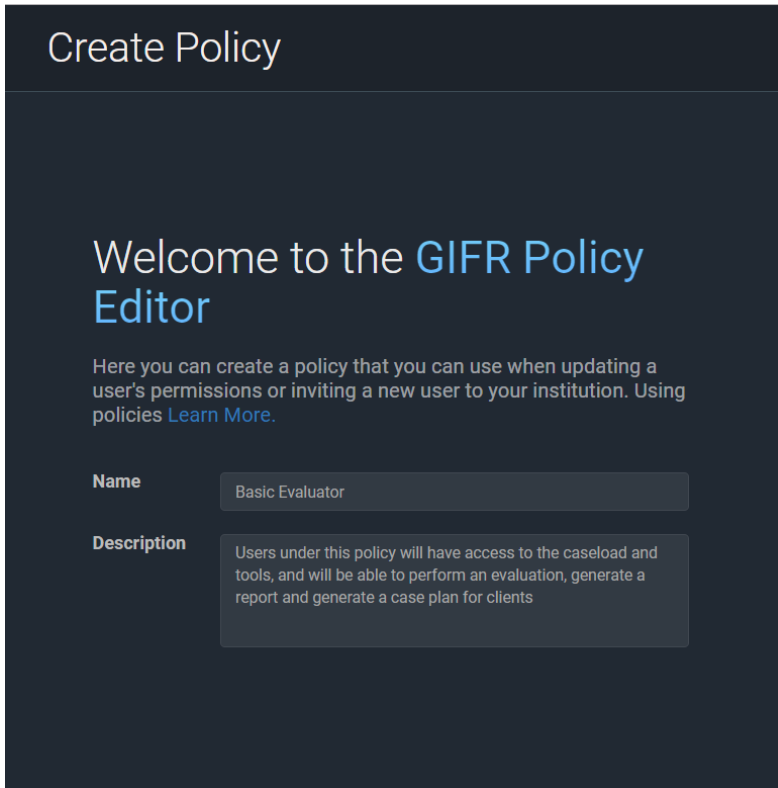 Create Policy
Welcome to the GIFR Policy
Editor
Here you can create a policy that you can use when updating a
user's permissions or inviting a new user to your institution. Using
policies Learn More.
Name
Basic Evaluator
Description
Users under this policy will have access to the caseload and
tools, and will be able to perform an evaluation, generate a
report and generate a case plan for clients